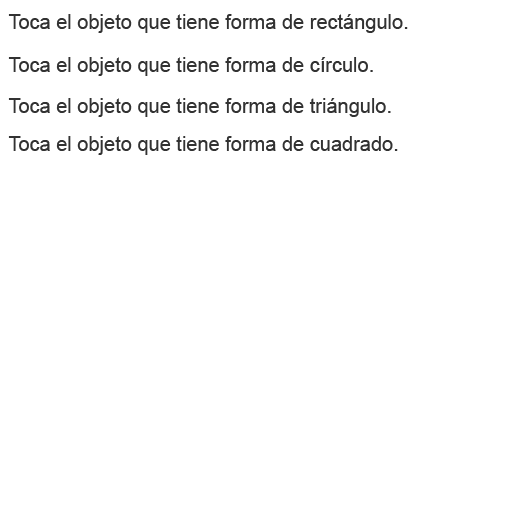 Toca el objeto que tiene forma de rectángulo.
Toca el objeto que tiene forma de círculo.
Toca el objeto que tiene forma de triángulo.
Toca el objeto que tiene forma de cuadrado.